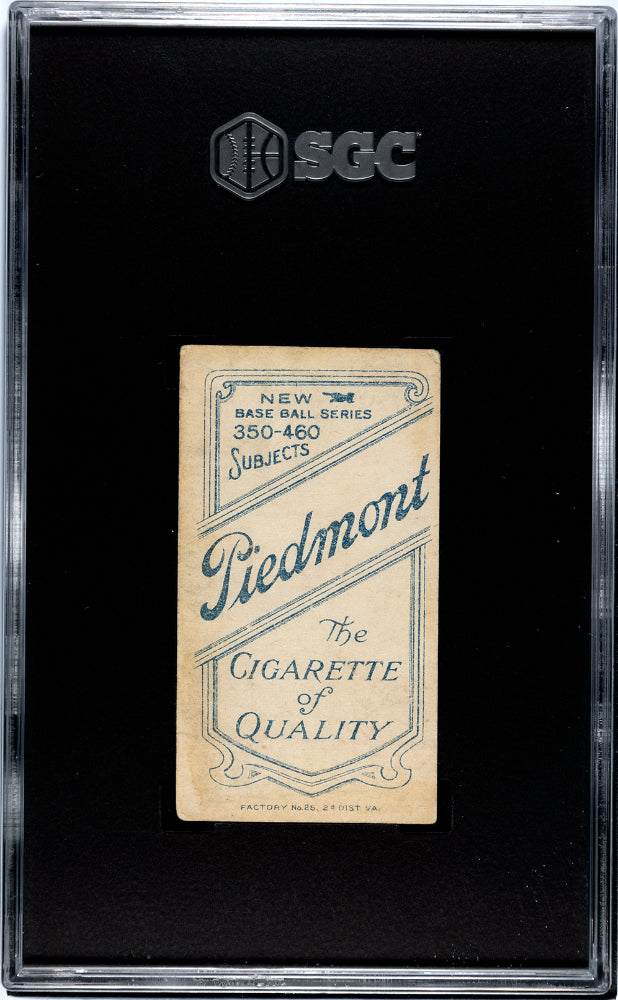 SGC
NEW
BASE BALL SERIES
350-460
SUBJECTS
Piedmont
The
CIGARETTE
of
QUALITY
FACTORY No.25. 2d DIST. VA.